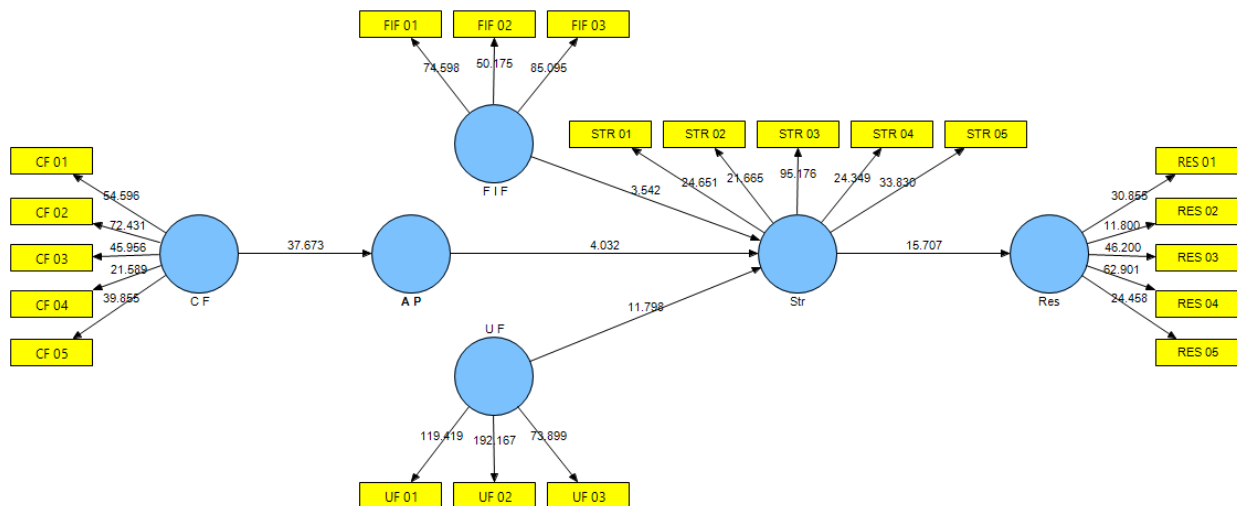 FIF 01
FIF 02
FIF 03
74.598
50.175
85.095
F I F
STR 01
STR 02
STR 03
STR 04
STR 05
24.651
21.665
95.176
24.349
33.830
3.542
CF 01
CF 02
CF 03
CF 04
CF 05
54.596
72.431
46.956
21.589
39.855
C F
37.673
A P
4.032
Str
15.707
Res
RES 01
RES 02
RES 03
RES 04
RES 05
30.855
11.800
46.200
62.901
24.458
11.798
U F
119.419
192.167
73.899
UF 01
UF 02
UF 03